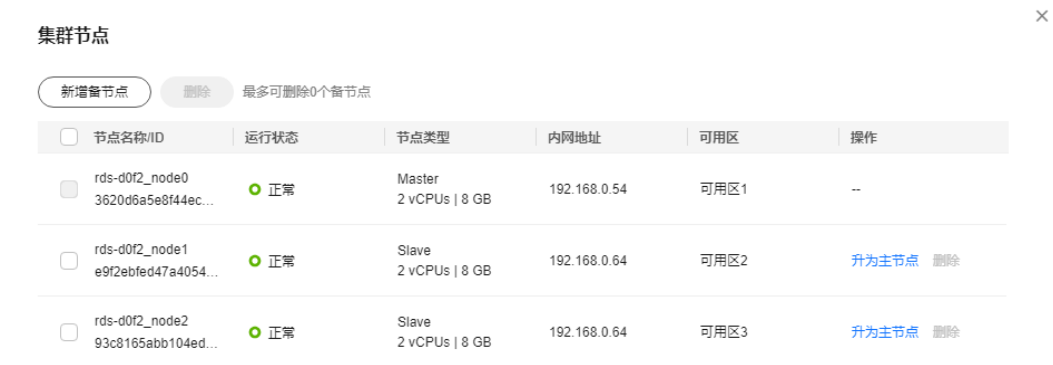 集群节点
新增备节点 删除 最多可删除0个备节点
节点名称/ID 运行状态 节点类型 内网地址 可用区 操作
rds-d0f2_node0 Master
3620d6a5e8f44ec... 正常 2 vCPUs | 8 GB 192.168.0.54 可用区1 --
rds-d0f2_node1 Slave
e9f2ebfed47a4054... 正常 2 vCPUs | 8 GB 192.168.0.64 可用区2 升为主节点 删除
rds-d0f2_node2 Slave
93c8165abb104ed... 正常 2 vCPUs | 8 GB 192.168.0.64 可用区3 升为主节点 删除